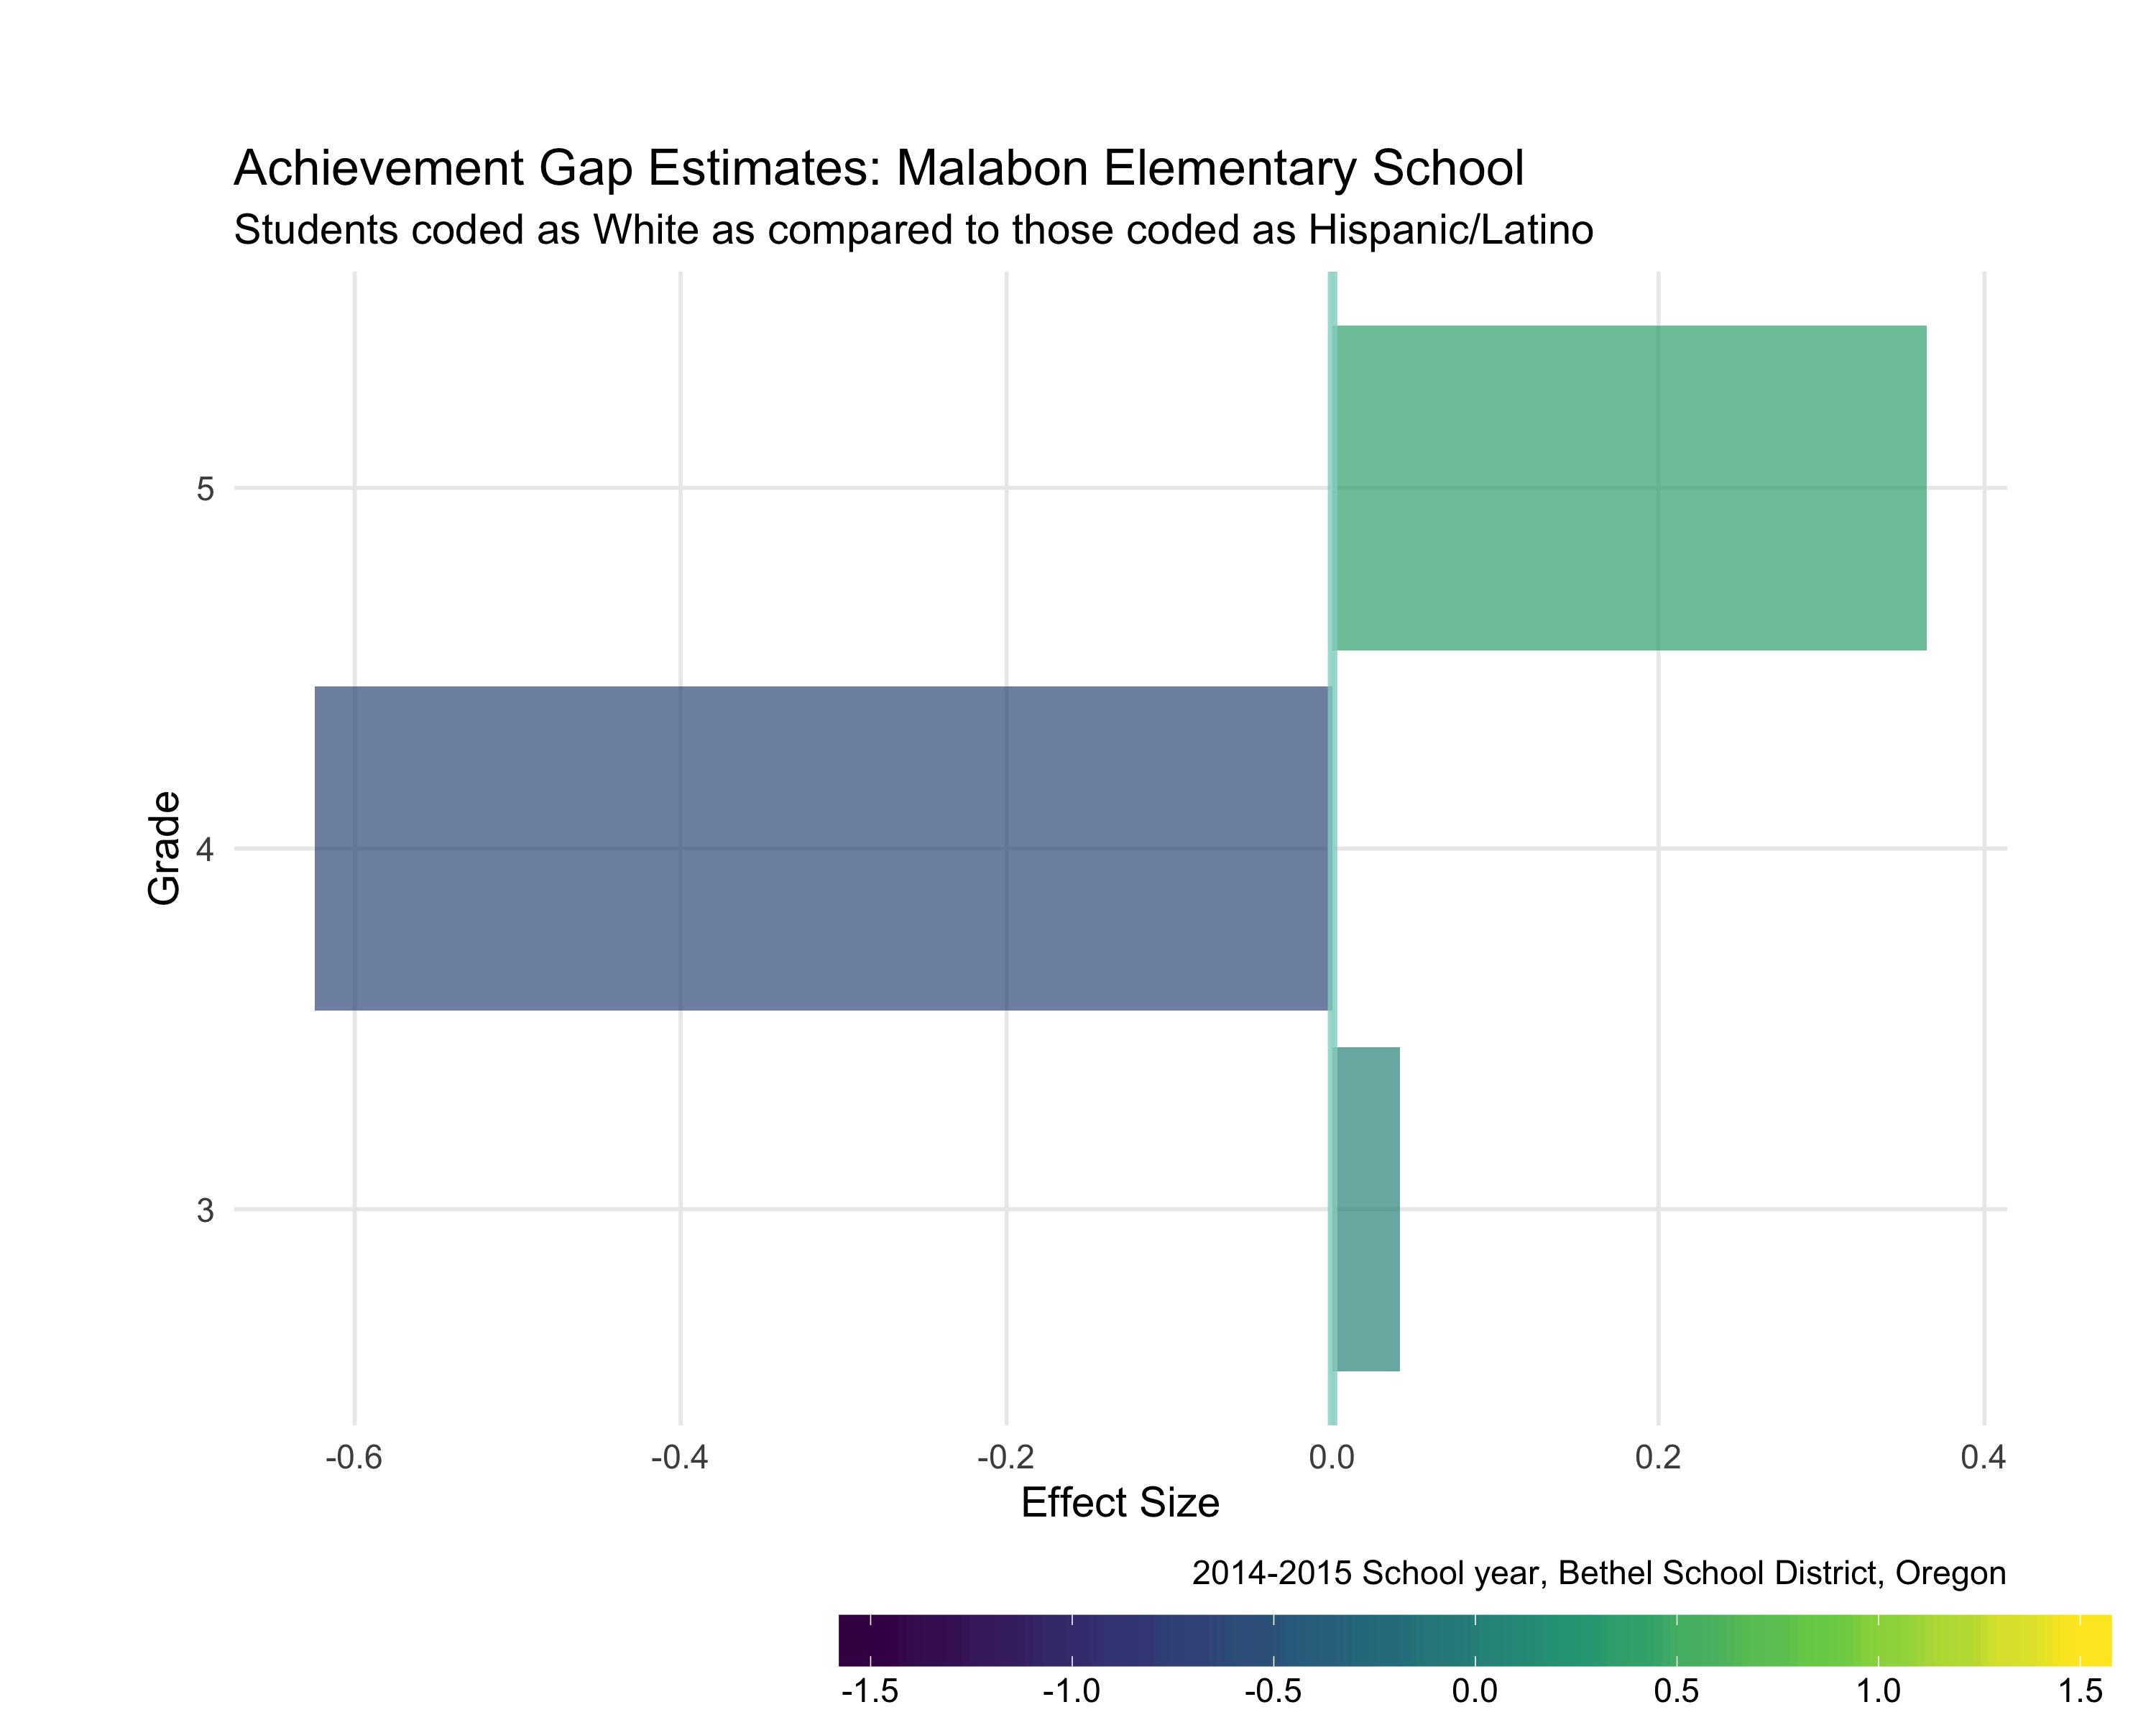 Achievement Gap Estimates: Malabon Elementary School
Students coded as White as compared to those coded as Hispanic/Latino
5
4
3
Grade
-0.6 -0.4 -0.2 0.0 0.2 0.4
Effect Size
2014-2015 School year, Bethel School District, Oregon
-1.5 -1.0 -0.5 0.0 0.5 1.0 1.5